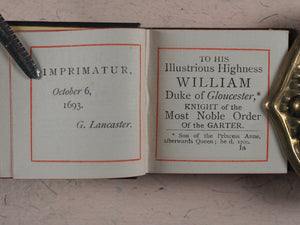 IMPRIMATUR,
October 6,
1693.
G. Lancaster.
TO HIS
Illustrious Highness
WILLIAM
Duke of Gloucester,*
KNIGHT of the
Most Noble Order
Of the GARTER.
* Son of the Princess Anne,
afterwards Queen; he d. 1700.